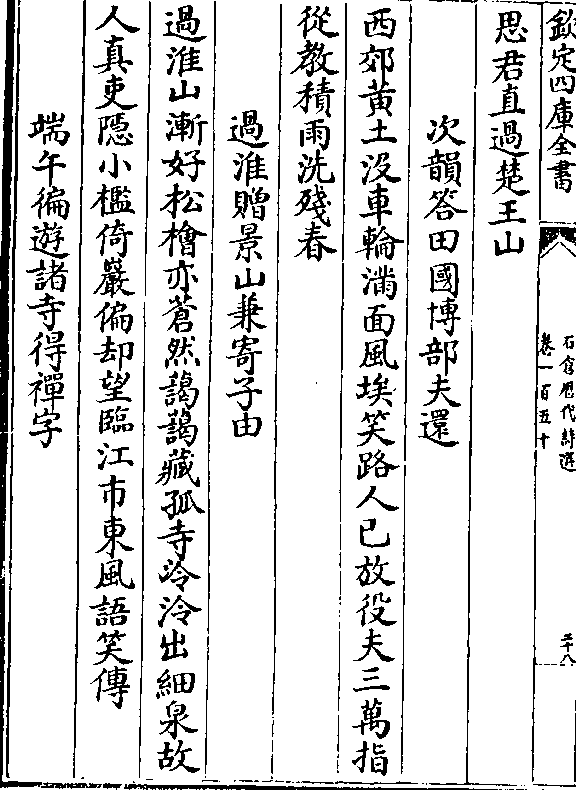 欽定四庫全書
石倉歷代詩選
卷一百五十
二十八
思君直過楚王山
次韻答田國博部夫還
西郊黃土沒車輪滿面風埃笑路人已放役夫三萬指
從教積雨洗殘春
過淮贈景山兼寄子由
過淮山漸好松檜亦蒼然藹藹藏孤寺泠泠出細泉故
人真吏隱小檻倚巖偏却望臨江市東風語笑傳
端午徧遊諸寺得禪字